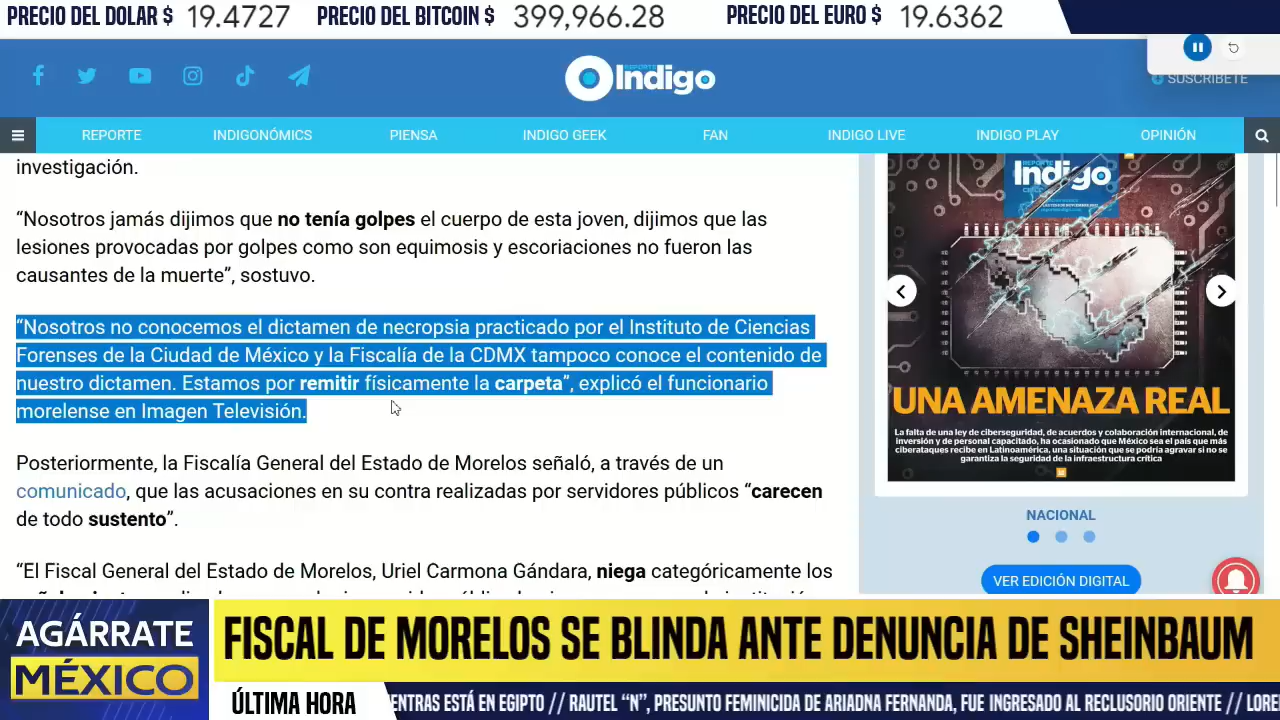 PRECIO DEL DOLAR $ 19.4727 PRECIO DEL BITCOIN $ 399,966.28 PRECIO DEL EURO $ 19.6362
REPORTE
Indigo
SUSCRÍBETE
REPORTE INDIGONÓMICS PIENSA INDIGO GEEK FAN INDIGO LIVE INDIGO PLAY OPINIÓN
investigación.
“Nosotros jamás dijimos que no tenía golpes el cuerpo de esta joven, dijimos que las
lesiones provocadas por golpes como son equimosis y escoriaciones no fueron las
causantes de la muerte”, sostuvo.
“Nosotros no conocemos el dictamen de necropsia practicado por el Instituto de Ciencias
Forenses de la Ciudad de México y la Fiscalía de la CDMX tampoco conoce el contenido de
nuestro dictamen. Estamos por remitir físicamente la carpeta”, explicó el funcionario
morelense en Imagen Televisión.
Posteriormente, la Fiscalía General del Estado de Morelos señaló, a través de un
comunicado, que las acusaciones en su contra realizadas por servidores públicos “carecen
de todo sustento”.
“El Fiscal General del Estado de Morelos, Uriel Carmona Gándara, niega categóricamente los
REPORTE
Indigo
UNA AMENAZA REAL
La falta de una ley de ciberseguridad, de acuerdos y colaboración internacional, de
inversión y de personal capacitado, ha ocasionado que México sea el país que más
ciberataques recibe en Latinoamérica, una situación que se podría agravar si no se
garantiza la seguridad de la infraestructura crítica
NACIONAL
VER EDICIÓN DIGITAL
AGÁRRATE
MÉXICO
FISCAL DE MORELOS SE BLINDA ANTE DENUNCIA DE SHEINBAUM
ÚLTIMA HORA
ENTRAS ESTÁ EN EGIPTO // RAUTEL “N”, PRESUNTO FEMINICIDA DE ARIADNA FERNANDA, FUE INGRESADO AL RECLUSORIO ORIENTE // LORE